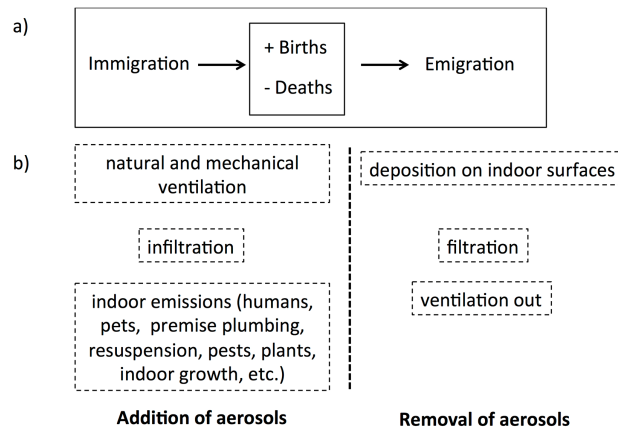 a)
Immigration
+ Births
- Deaths
Emigration
b)
natural and mechanical
ventilation
infiltration
indoor emissions (humans,
pets, premise plumbing,
resuspension, pests, plants,
indoor growth, etc.)
Addition of aerosols
deposition on indoor surfaces
filtration
ventilation out
Removal of aerosols